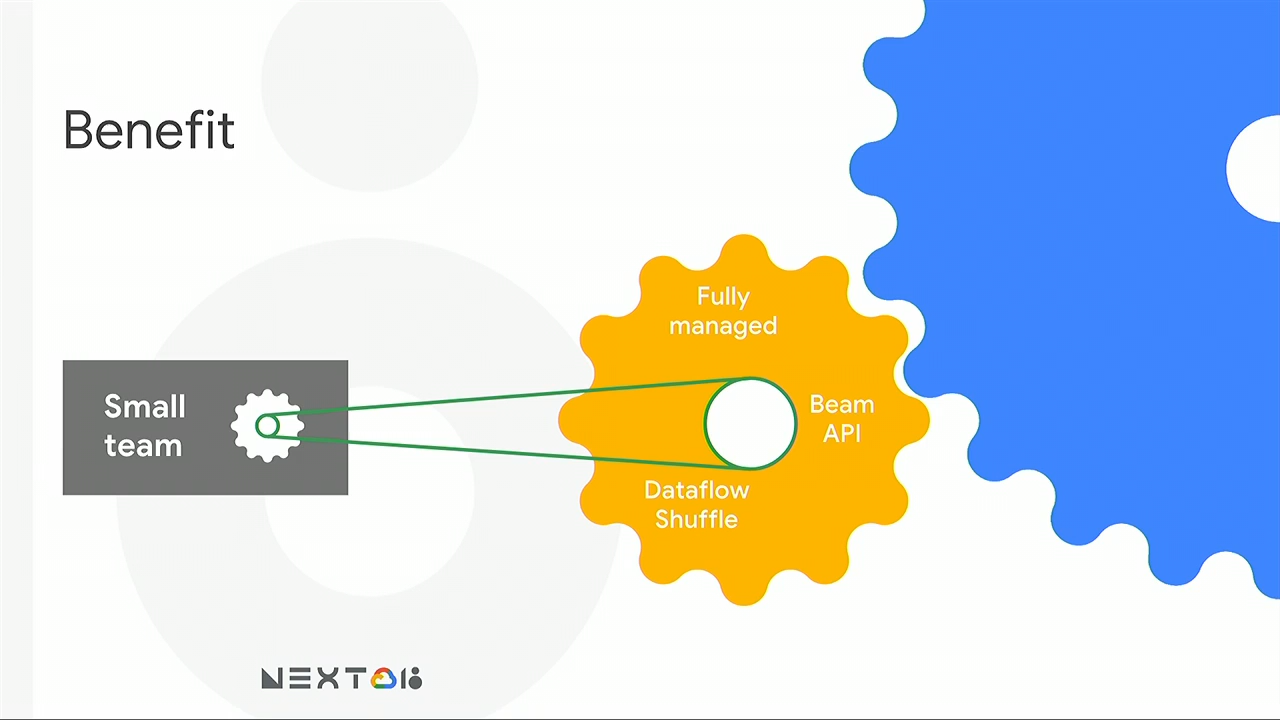 Benefit
Small
team
Fully
managed
Beam
API
Dataflow
Shuffle
NEXT 18